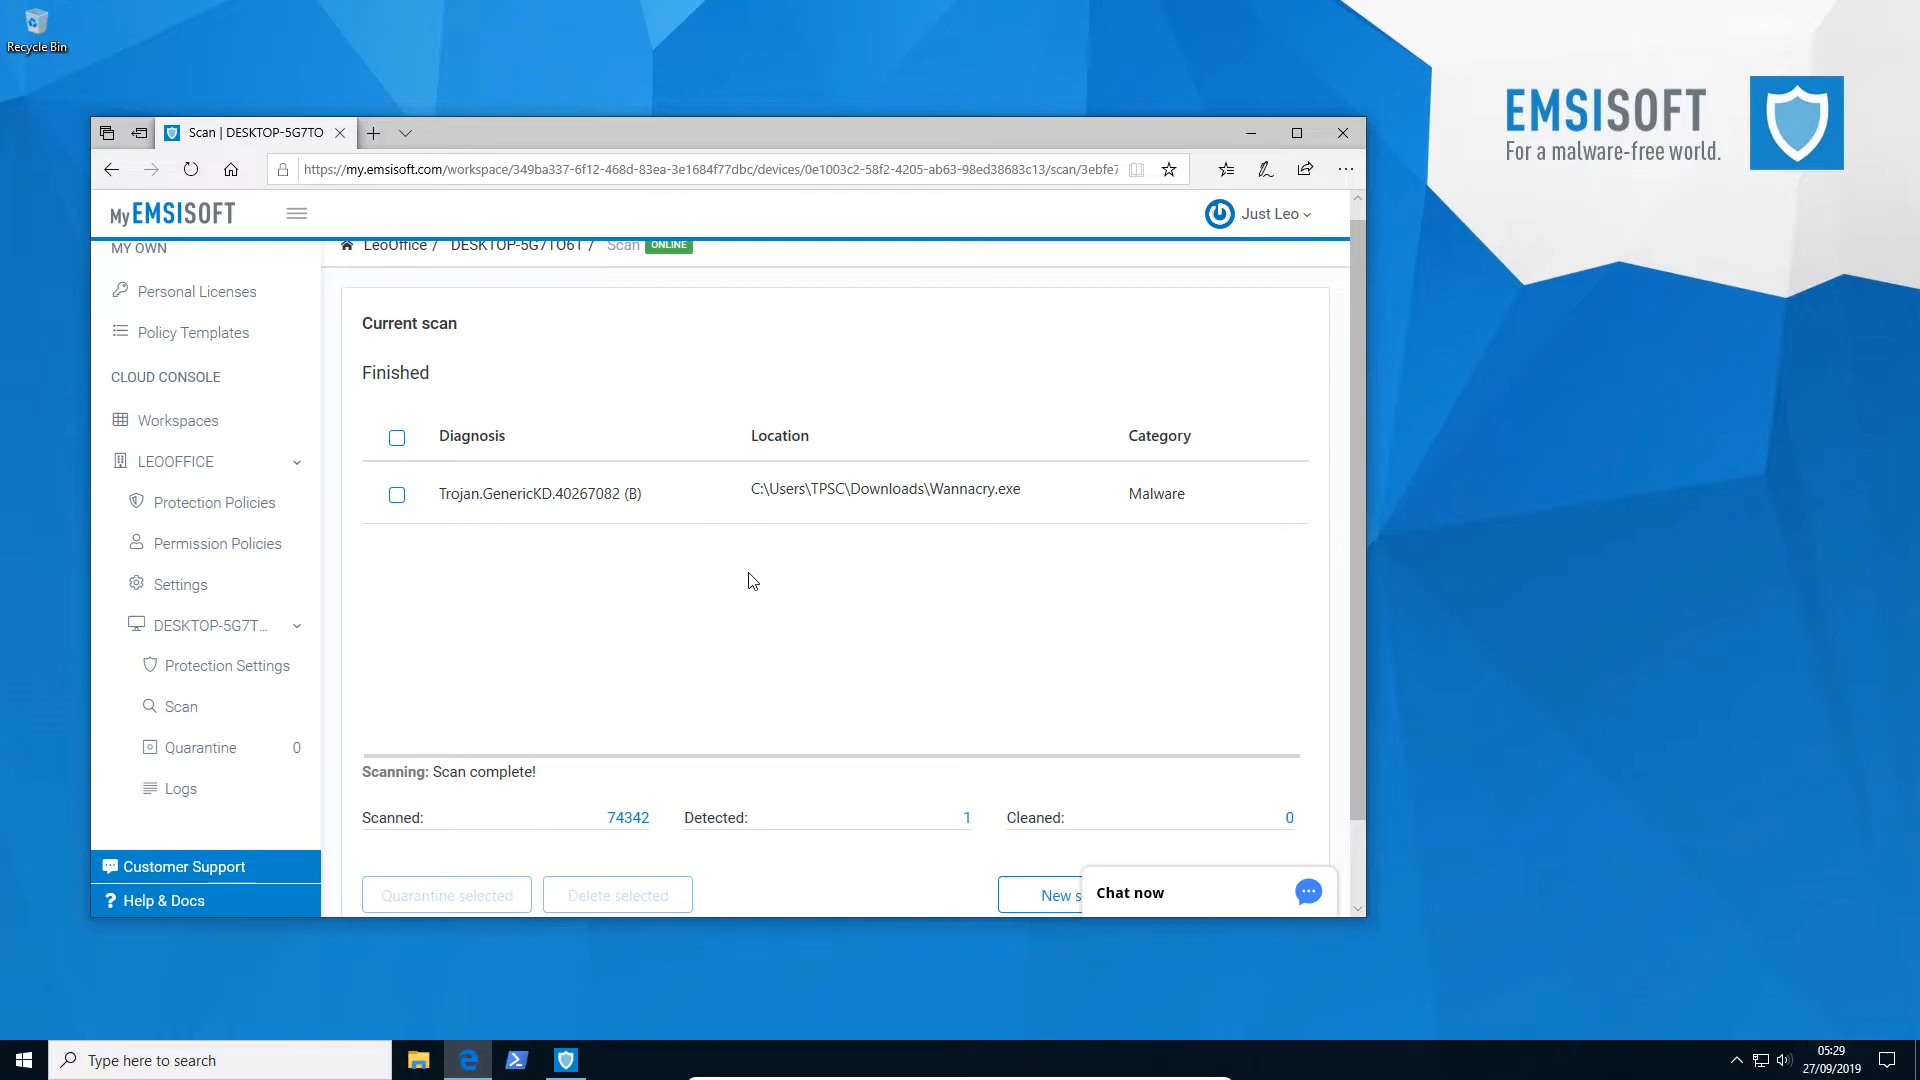 Recycle Bin
EMSISOFT
For a malware-free world.
Scan | DESKTOP-5G7TO
https://my.emsisoft.com/workspace/349ba337-6f12-468d-83ea-3e1684f77dbc/devices/0e1003c2-58f2-4205-ab63-98ed38683c13/scan/3ebfe7
My EMSISOFT
Just Leo
MY OWN
Personal Licenses
Policy Templates
CLOUD CONSOLE
Workspaces
LEOOFFICE
Protection Policies
Permission Policies
Settings
DESKTOP-5G7T...
Protection Settings
Scan
Quarantine 0
Logs
Customer Support
? Help & Docs
LeoOffice / DESKTOP-5G7TO6T / Scan ONLINE
Current scan
Finished
Diagnosis Location Category
Trojan.GenericKD.40267082 (B) C:\Users\TPSC\Downloads\Wannacry.exe Malware
Scanning: Scan complete!
Scanned: 74342 Detected: 1 Cleaned: 0
Quarantine selected Delete selected New s
Chat now
Type here to search
05:29
27/09/2019